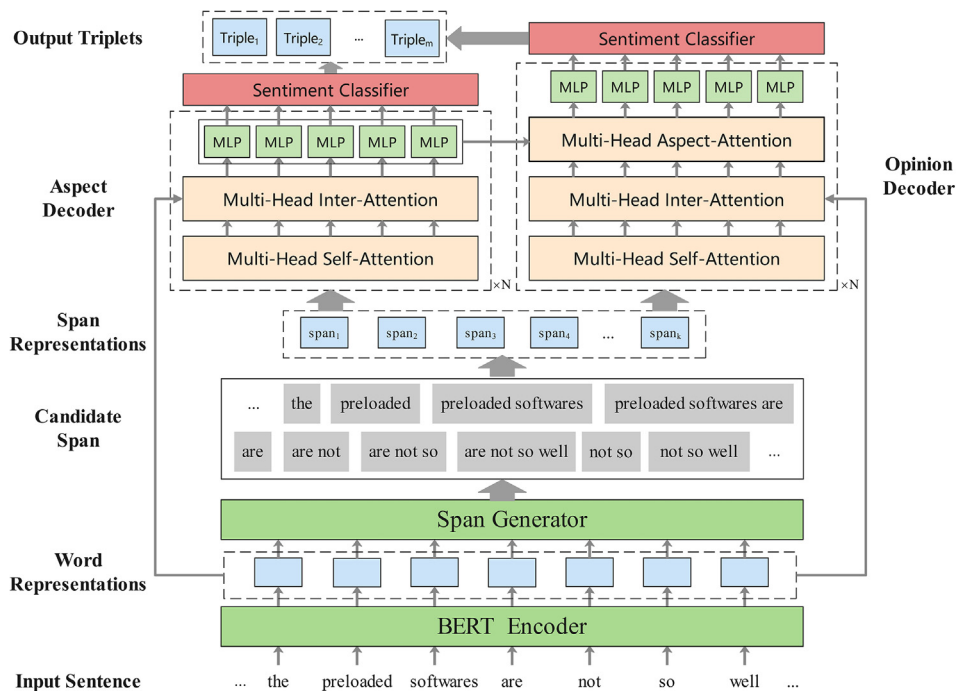 Output Triplets
Triple1 Triple2 ... Triplem
Sentiment Classifier
Sentiment Classifier
MLP MLP MLP MLP MLP
MLP MLP MLP MLP MLP
Multi-Head Aspect-Attention
Aspect
Decoder
Opinion
Decoder
Multi-Head Inter-Attention
Multi-Head Inter-Attention
Multi-Head Self-Attention
Multi-Head Self-Attention
×N
×N
Span
Representations
span1 span2 span3 span4 ... spank
Candidate
Span
... the preloaded preloaded softwares preloaded softwares are
are are not are not so are not so well not so not so well ...
Span Generator
Word
Representations
BERT Encoder
Input Sentence
... the preloaded softwares are not so well ...